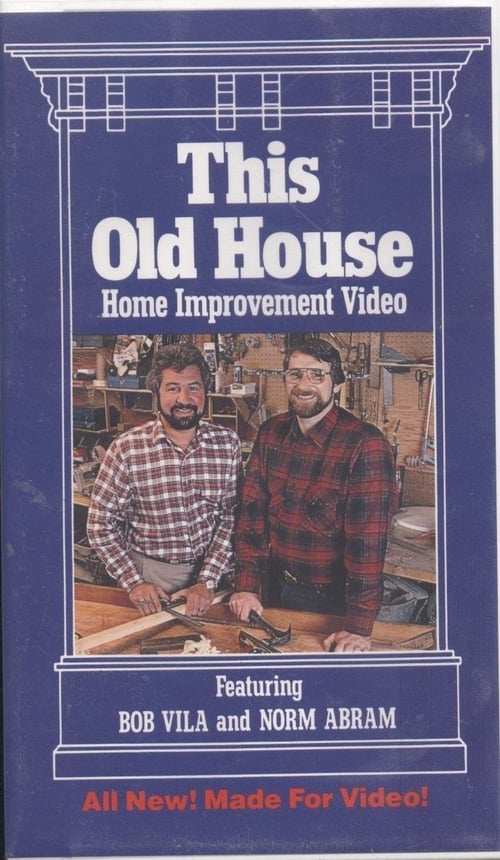 This
Old House
Home Improvement Video
Featuring
BOB VILA and NORM ABRAM
All New! Made For Video!